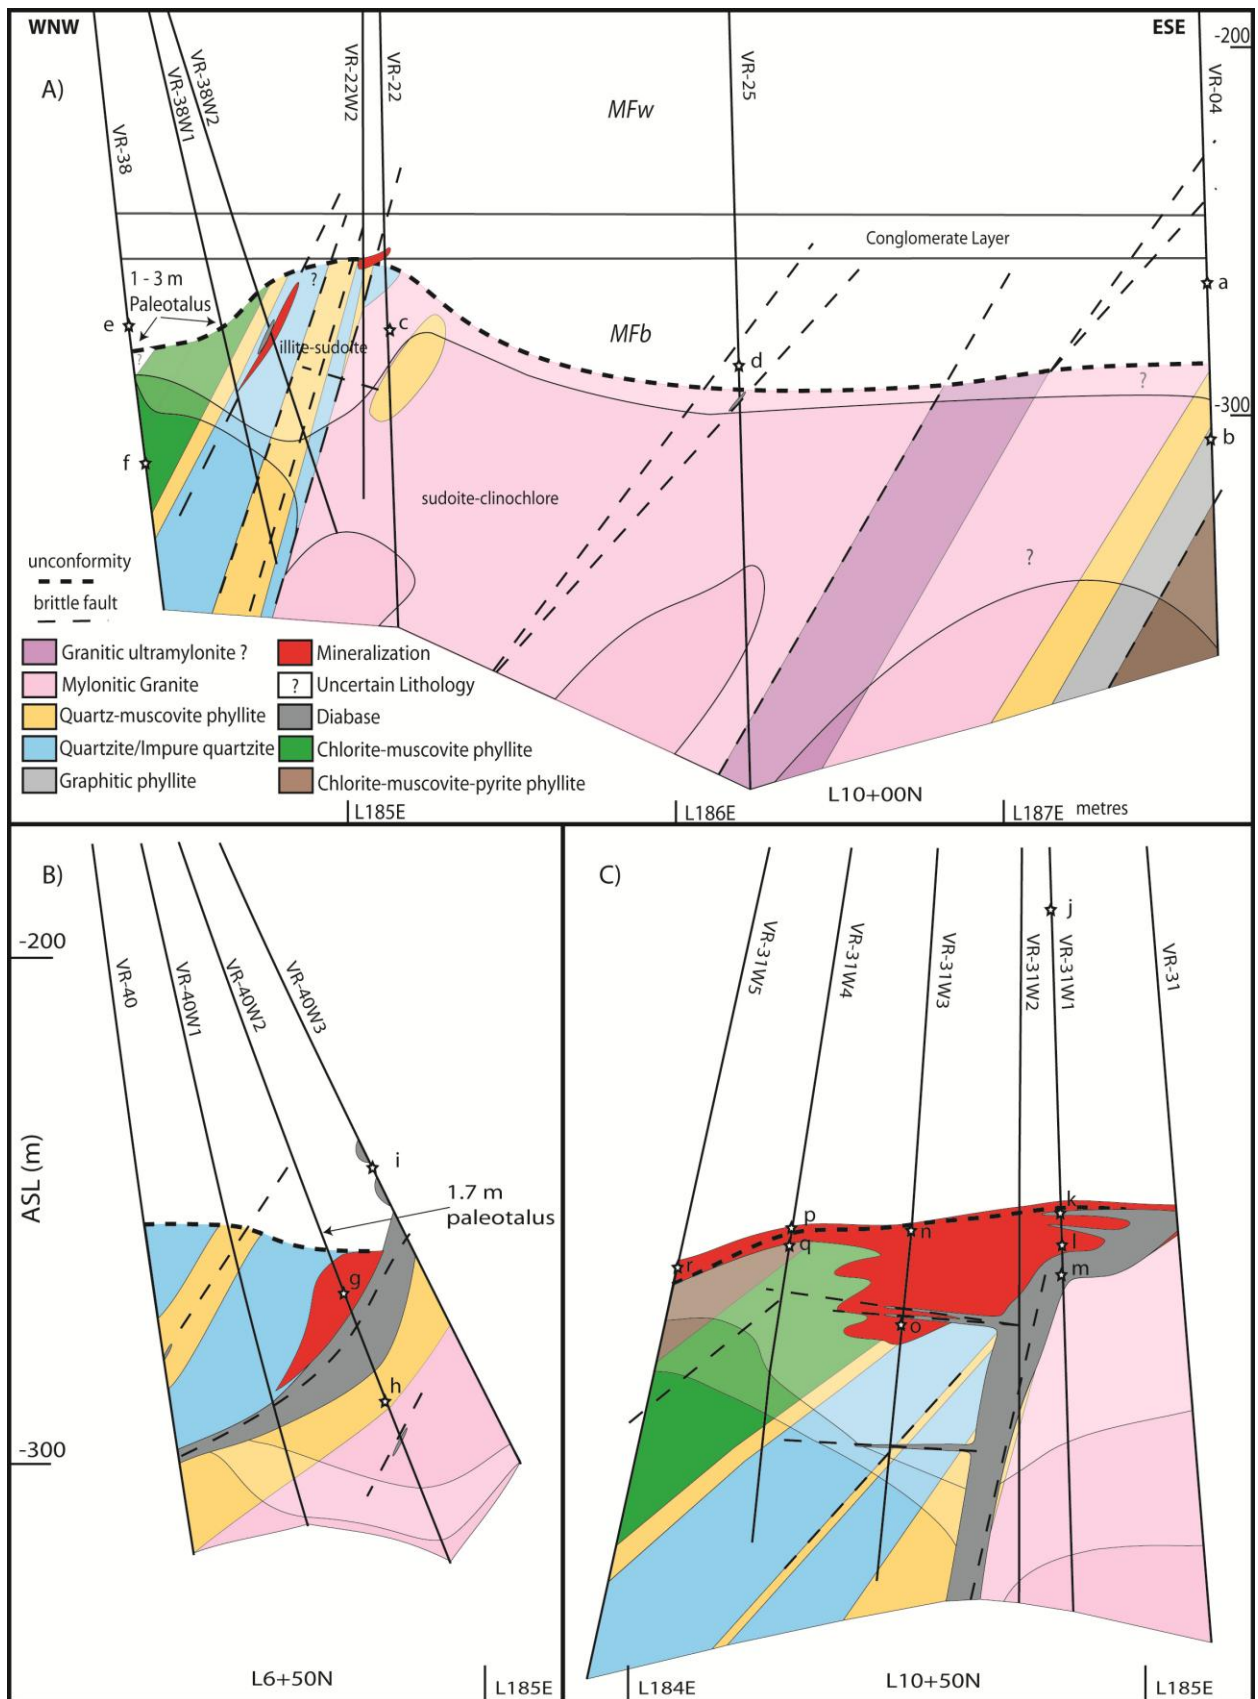 WNW
ESE
-200
A)
VR-38
VR-38W1
VR-38W2
VR-22W2
VR-22
VR-25
VR-04
MFw
Conglomerate Layer
1 - 3 m
Paleotalus
?
?
e
illite-sudoite
c
MFb
d
a
?
-300
b
f
sudoite-clinochlore
?
unconformity
brittle fault
Granitic ultramylonite ?
Mylonitic Granite
Quartz-muscovite phyllite
Quartzite/Impure quartzite
Graphitic phyllite
Mineralization
? Uncertain Lithology
Diabase
Chlorite-muscovite phyllite
Chlorite-muscovite-pyrite phyllite
L10+00N
L185E
L186E
L187E
metres
B)
-200
VR-40
VR-40W1
VR-40W2
VR-40W3
ASL (m)
i
1.7 m
paleotalus
g
h
-300
L6+50N
L185E
C)
VR-31W5
VR-31W4
VR-31W3
VR-31W2
VR-31W1
VR-31
j
k
p
n
q
l
r
m
o
L184E
L10+50N
L185E